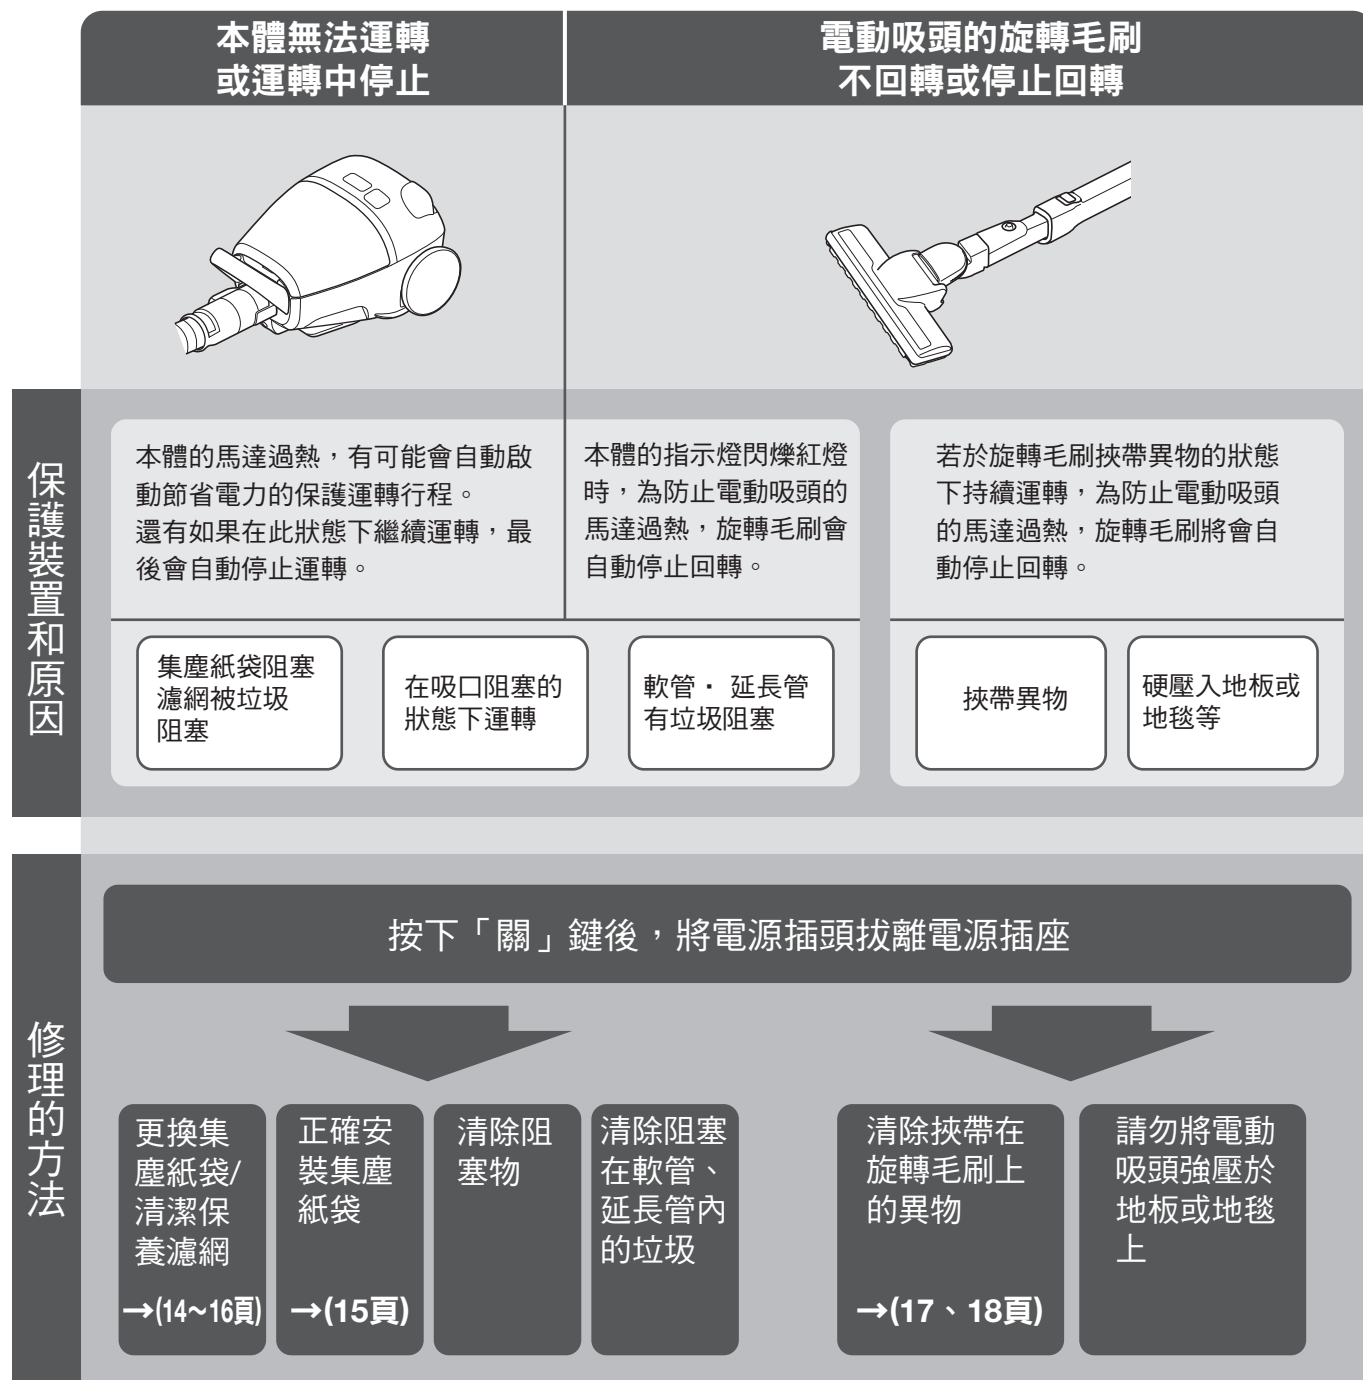 本體無法運轉
或運轉中停止
電動吸頭的旋轉毛刷
不回轉或停止回轉
保護裝置和原因
本體的馬達過熱，有可能會自動啟
動節省電力的保護運轉行程。
還有如果在此狀態下繼續運轉，最
後會自動停止運轉。
本體的指示燈閃爍紅燈
時，為防止電動吸頭的
馬達過熱，旋轉毛刷會
自動停止回轉。
若於旋轉毛刷挾帶異物的狀態
下持續運轉，為防止電動吸頭
的馬達過熱，旋轉毛刷將會自
動停止回轉。
集塵紙袋阻塞
濾網被垃圾
阻塞
在吸口阻塞的
狀態下運轉
軟管・ 延長管
有垃圾阻塞
挾帶異物
硬壓入地板或
地毯等
修理的方法
按下「關」鍵後，將電源插頭拔離電源插座
更換集
塵紙袋/
清潔保
養濾網
→(14~16頁)
正確安
裝集塵
紙袋
→(15頁)
清除阻
塞物
清除阻塞
在軟管、
延長管內
的垃圾
清除挾帶在
旋轉毛刷上
的異物
→(17、18頁)
請勿將電動
吸頭強壓於
地板或地毯
上